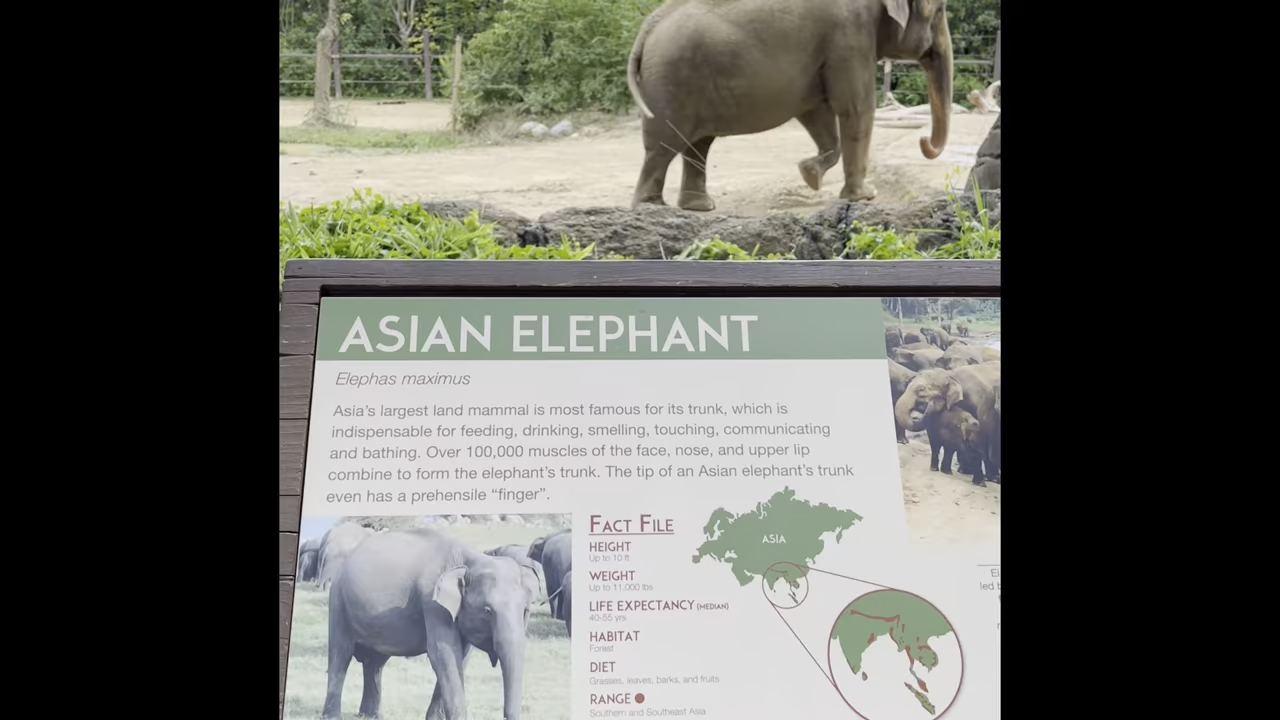 ASIAN ELEPHANT
Elephas maximus
Asia's largest land mammal is most famous for its trunk, which is
indispensable for feeding, drinking, smelling, touching, communicating
and bathing. Over 100,000 muscles of the face, nose, and upper lip
combine to form the elephant's trunk. The tip of an Asian elephant's trunk
even has a prehensile “finger”.
FACT FILE
HEIGHT
Up to 10 ft
WEIGHT
Up to 11,000 lbs
LIFE EXPECTANCY (MEDIAN)
40-55 yrs
HABITAT
Forest
DIET
Grasses, leaves, barks, and fruits
RANGE
Southern and Southeast Asia
ASIA
led b